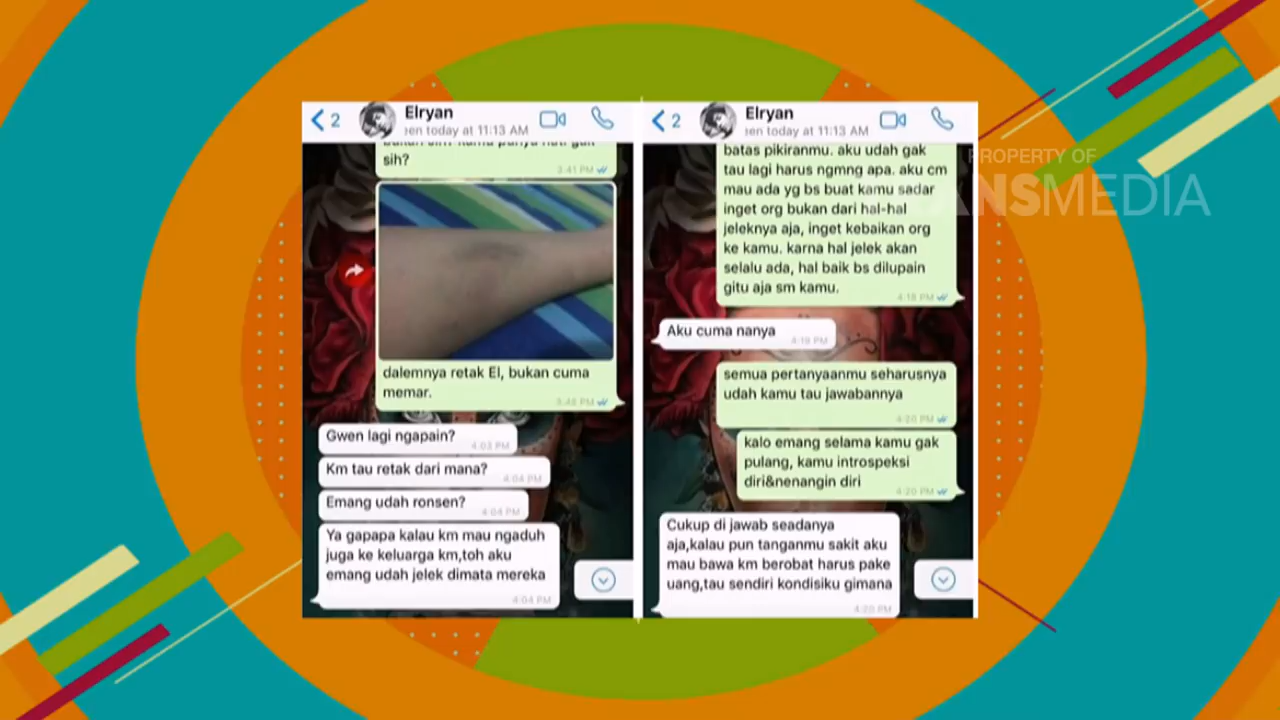 2
Elryan
en today at 11:13 AM
sih?
3:41 PM
dalemnya retak El, bukan cuma
memar.
3:48 PM
Gwen lagi ngapain?
4:03 PM
Km tau retak dari mana?
4:04 PM
Emang udah ronsen?
4:04 PM
Ya gapapa kalau km mau ngaduh
juga ke keluarga km,toh aku
emang udah jelek dimata mereka
4:04 PM
2
Elryan
en today at 11:13 AM
batas pikiranmu. aku udah gak
tau lagi harus ngmng apa. aku cm
mau ada yg bs buat kamu sadar
inget org bukan dari hal-hal
jeleknya aja, inget kebaikan org
ke kamu. karna hal jelek akan
selalu ada, hal baik bs dilupain
gitu aja sm kamu.
4:18 PM
Aku cuma nanya
4:19 PM
semua pertanyaanmu seharusnya
udah kamu tau jawabannya
4:20 PM
kalo emang selama kamu gak
pulang, kamu introspeksi
diri&nenangin diri
4:20 PM
Cukup di jawab seadanya
aja,kalau pun tanganmu sakit aku
mau bawa km berobat harus pake
uang,tau sendiri kondisiku gimana
4:20 PM
PROPERTY OF
TRANSMEDIA